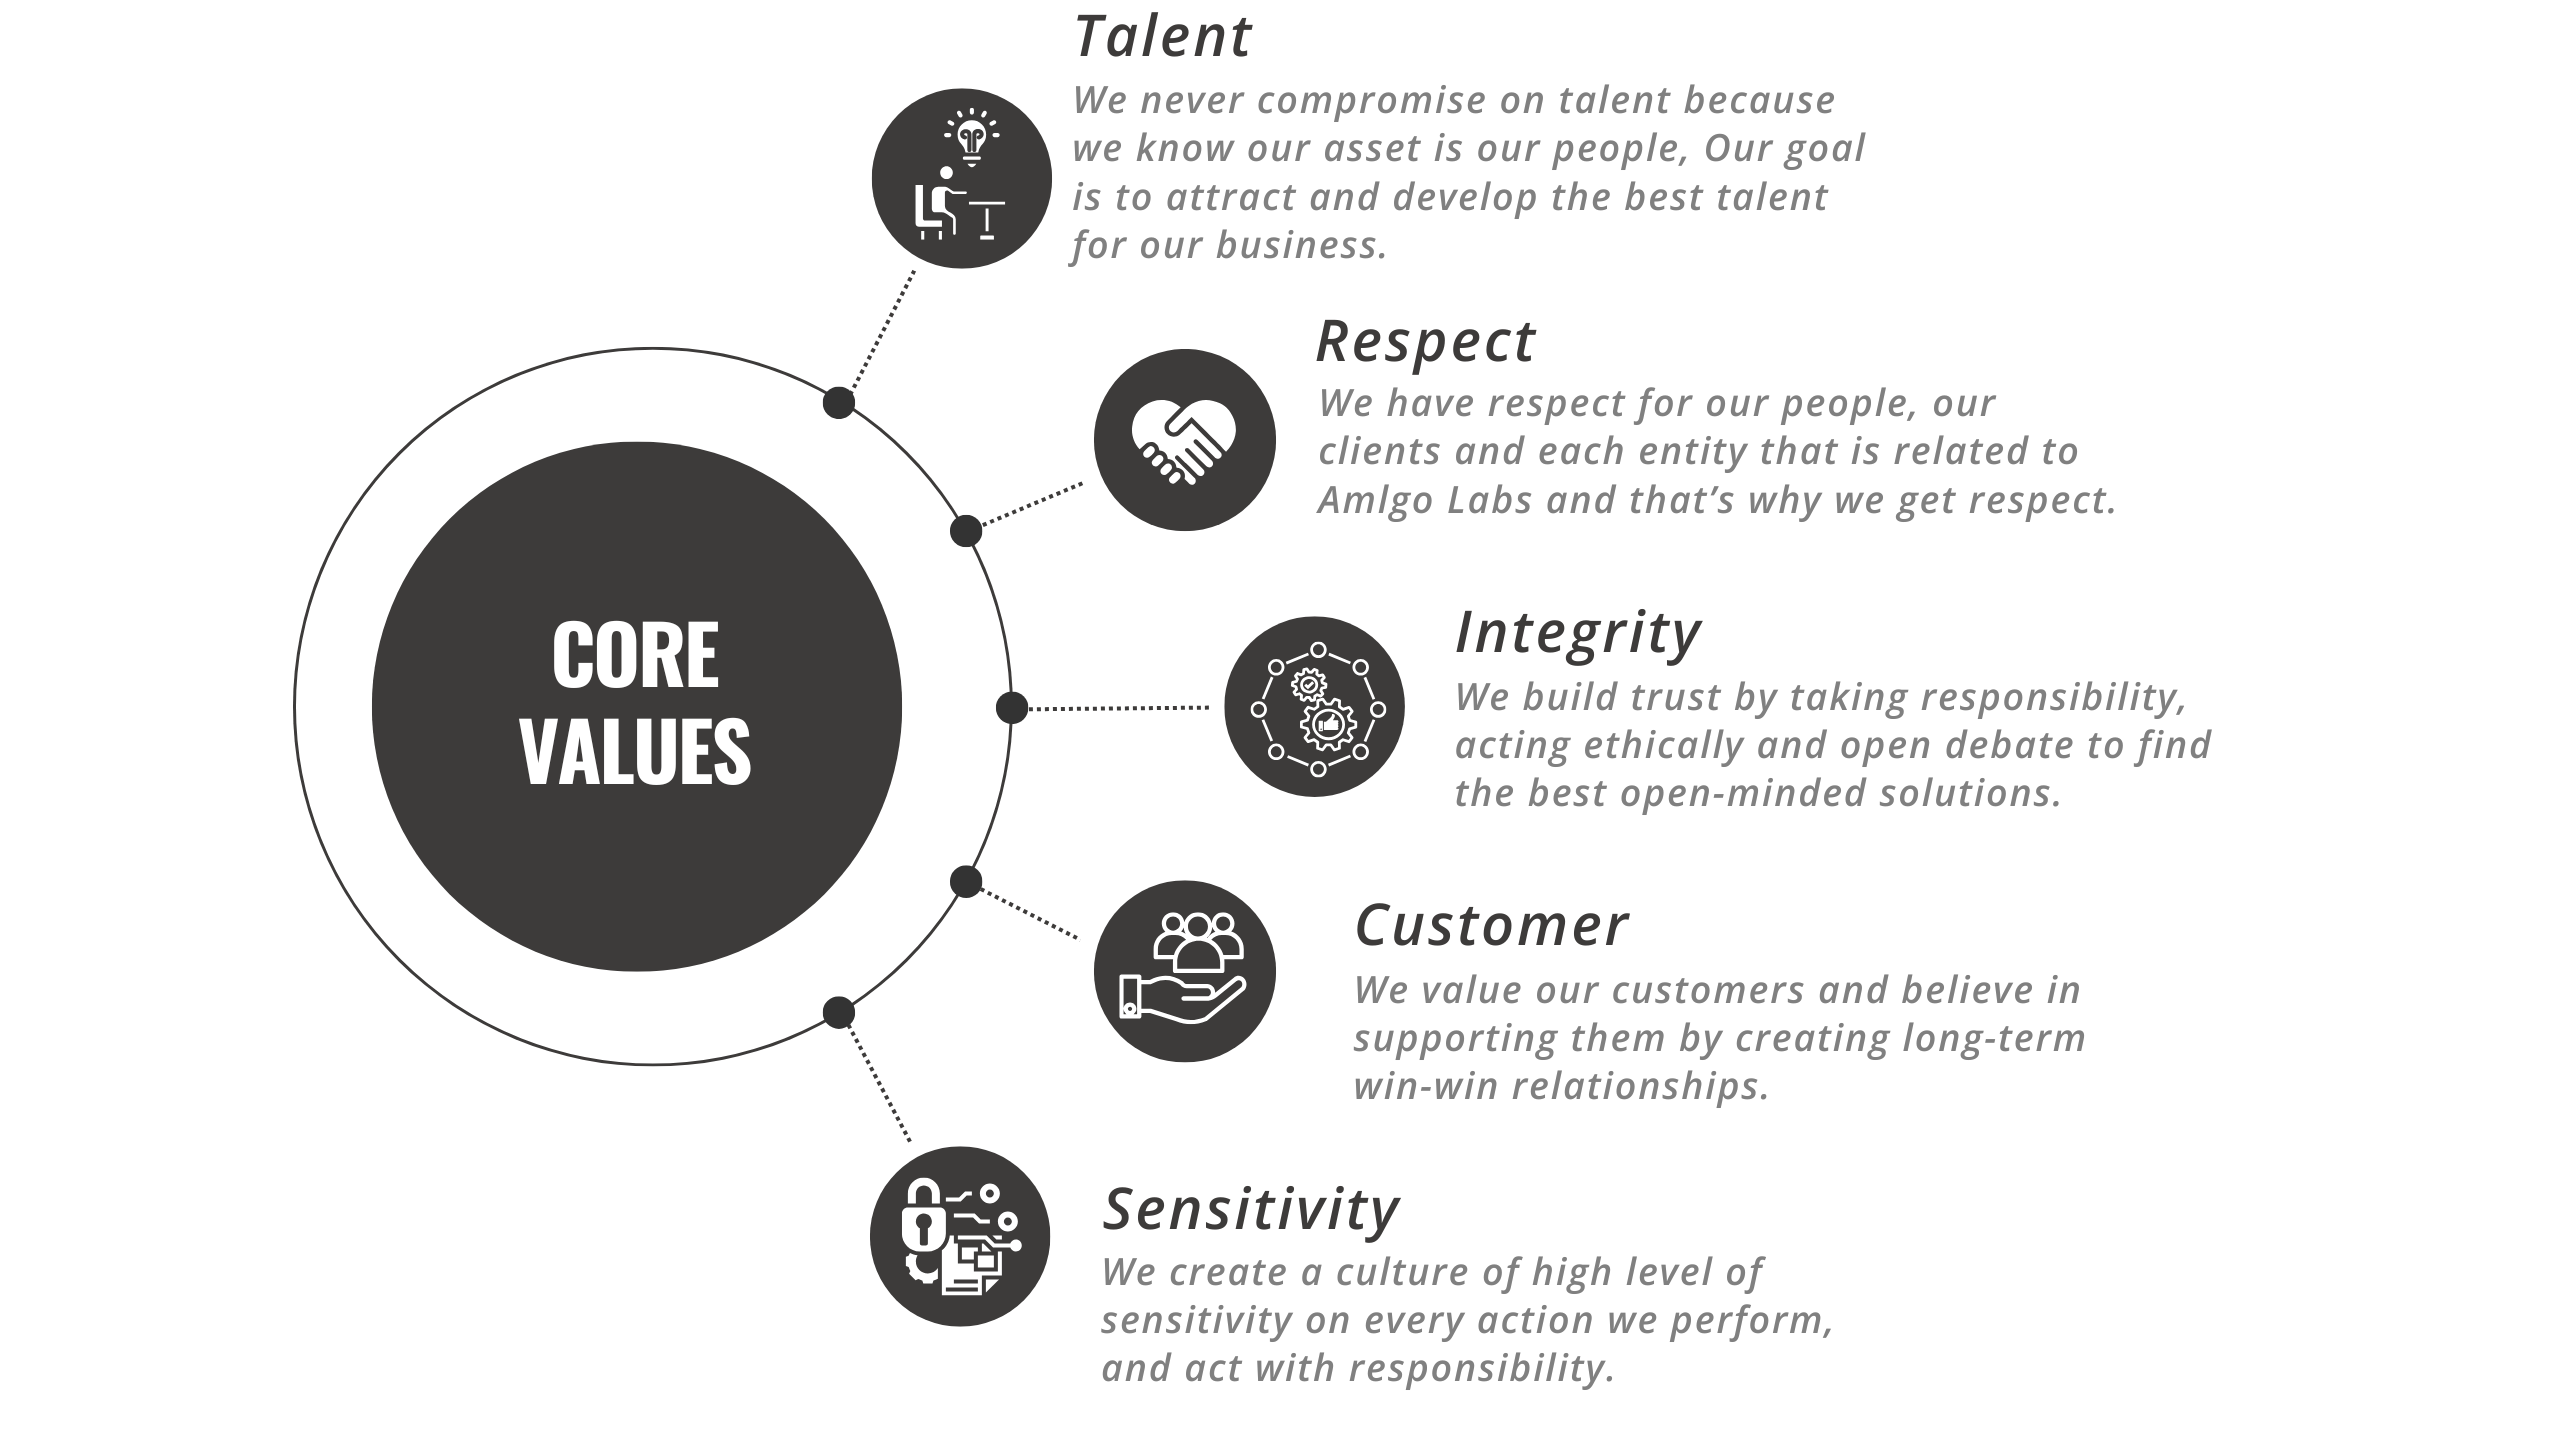 Talent
We never compromise on talent because
we know our asset is our people, Our goal
is to attract and develop the best talent
for our business.
Respect
We have respect for our people, our
clients and each entity that is related to
Amlgo Labs and that’s why we get respect.
CORE
VALUES
Integrity
We build trust by taking responsibility,
acting ethically and open debate to find
the best open-minded solutions.
Customer
We value our customers and believe in
supporting them by creating long-term
win-win relationships.
Sensitivity
We create a culture of high level of
sensitivity on every action we perform,
and act with responsibility.